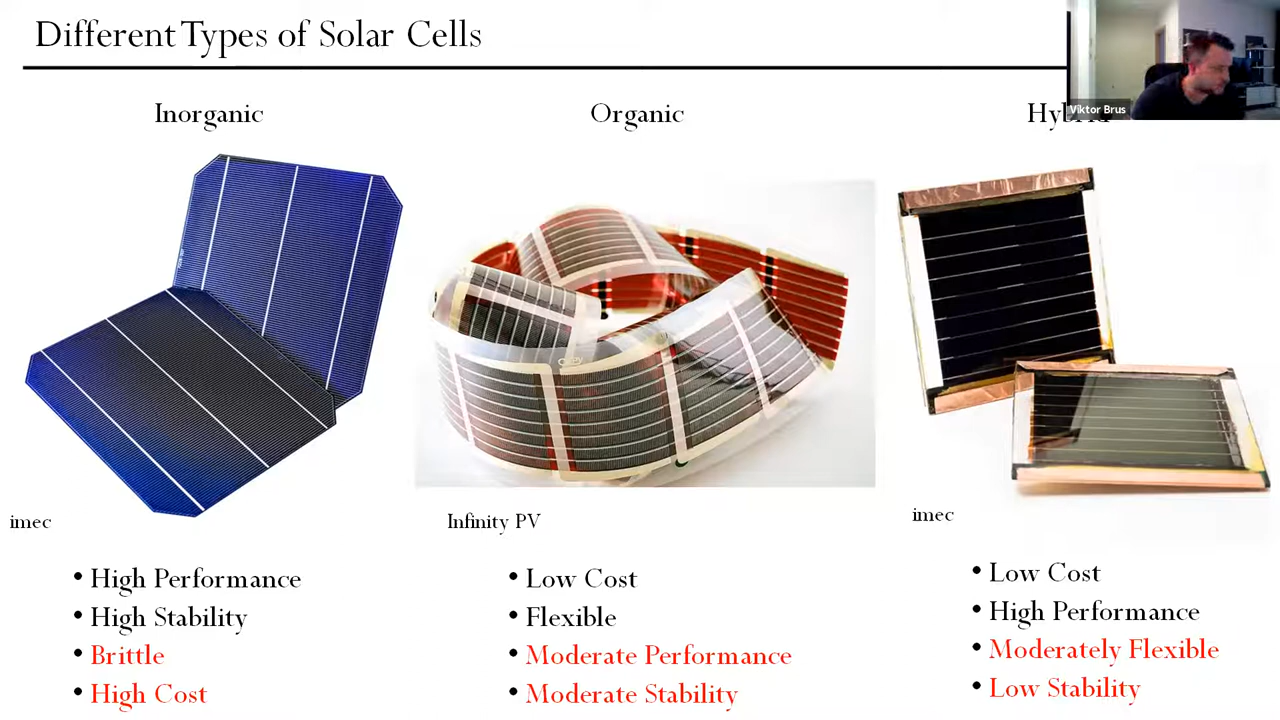 Different Types of Solar Cells
Viktor Brus
Inorganic
Organic
Hybrid
imec
Infinity PV
imec
• High Performance
• High Stability
• Brittle
• High Cost
• Low Cost
• Flexible
• Moderate Performance
• Moderate Stability
• Low Cost
• High Performance
• Moderately Flexible
• Low Stability